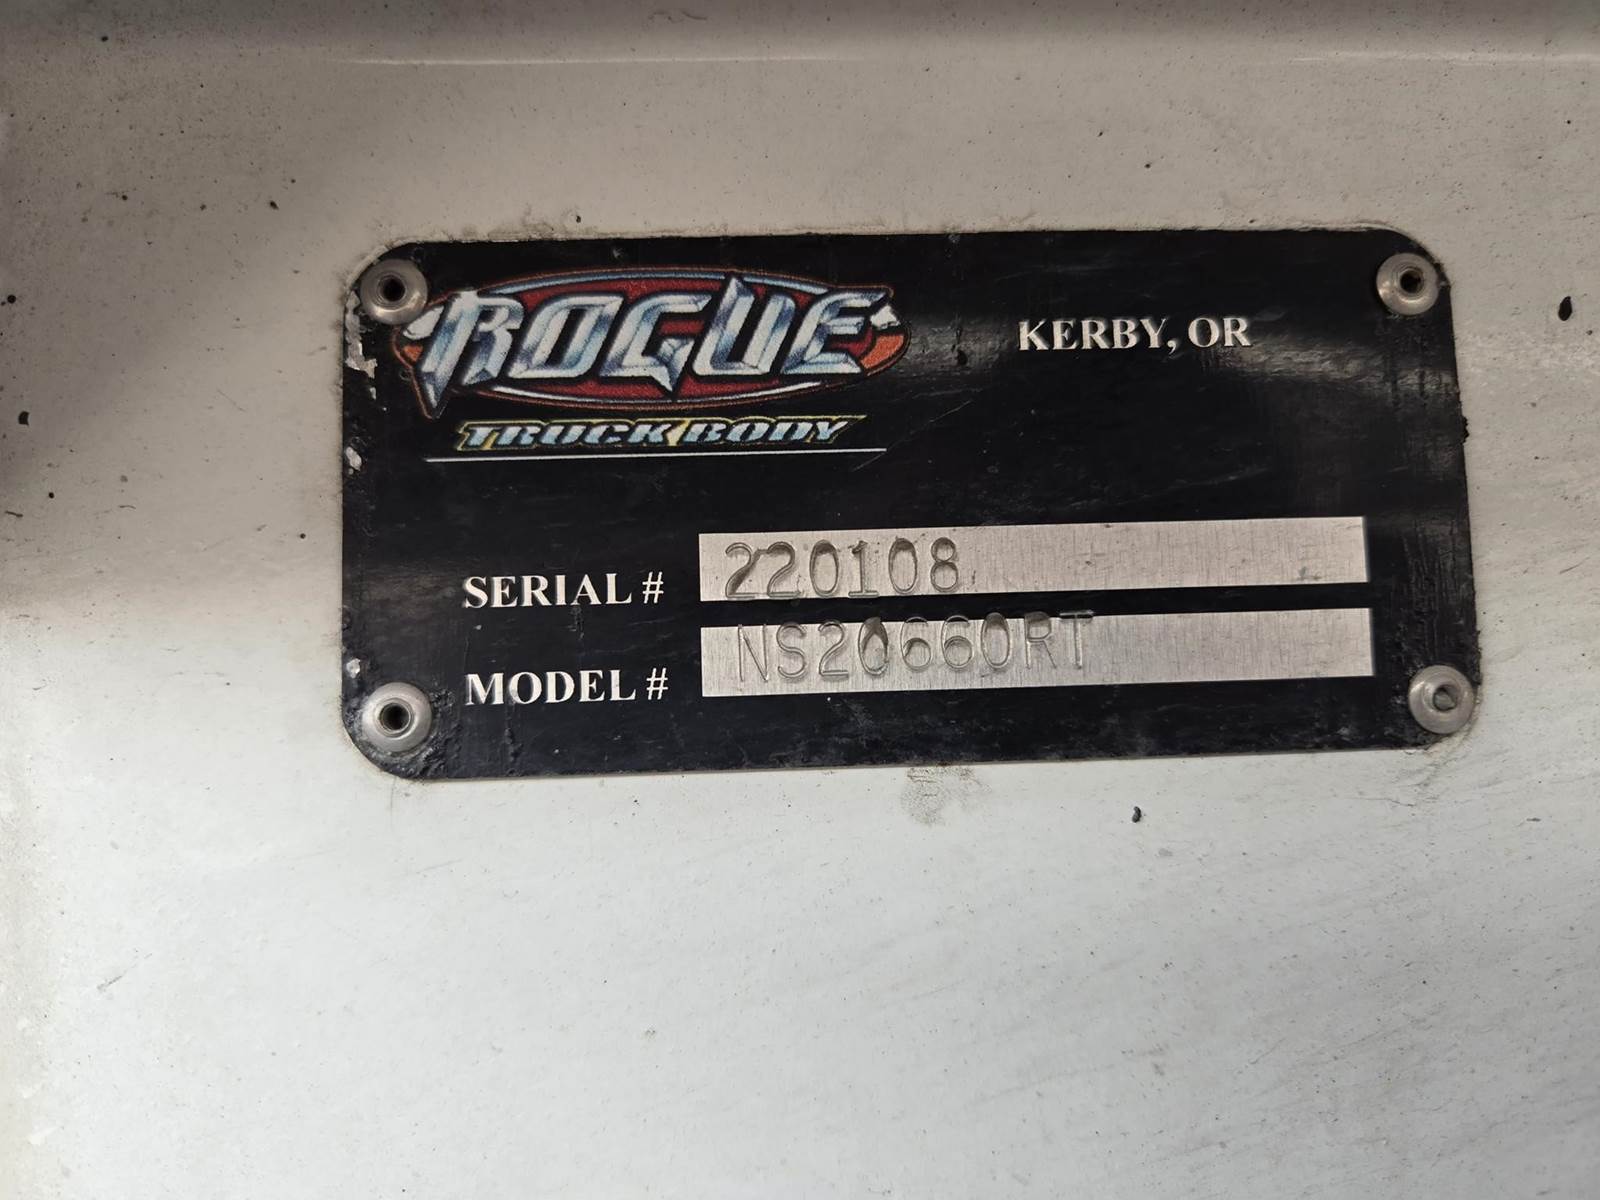 ROGUE
TRUCK BODY
KERBY, OR
SERIAL # 220108
MODEL # NS20660RT